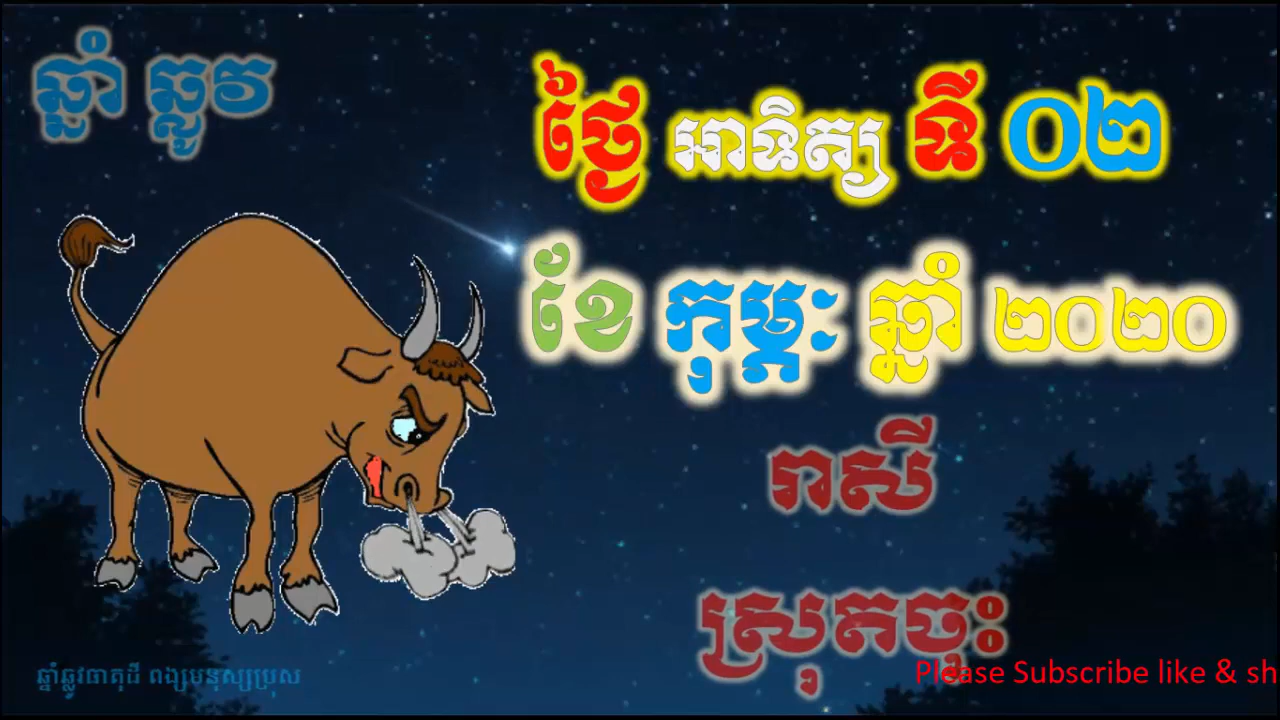 ឆ្នាំ ឆ្លូវ
ថ្ងៃ អាទិត្យ ទី ០២
ខែ កុម្ភៈ ឆ្នាំ ២០២០
រាសី
ស្រុតចុះ
ឆ្នាំឆ្លូវធាតុដី ពង្សមនុស្សប្រុស
Please Subscribe like & sh